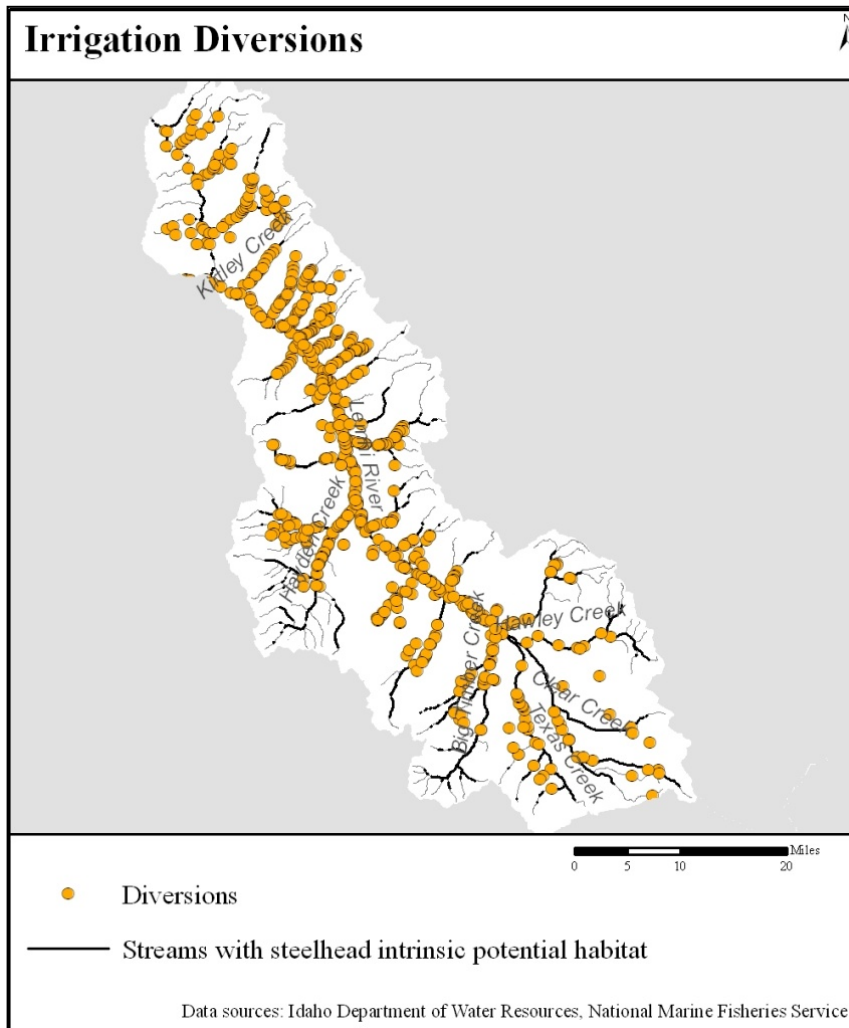 Irrigation Diversions
N
Kirtley Creek
Lemhi River
Hayden Creek
Hawley Creek
Big Timber Creek
Clear Creek
Texas Creek
Miles
0 5 10 20
Diversions
Streams with steelhead intrinsic potential habitat
Data sources: Idaho Department of Water Resources, National Marine Fisheries Service